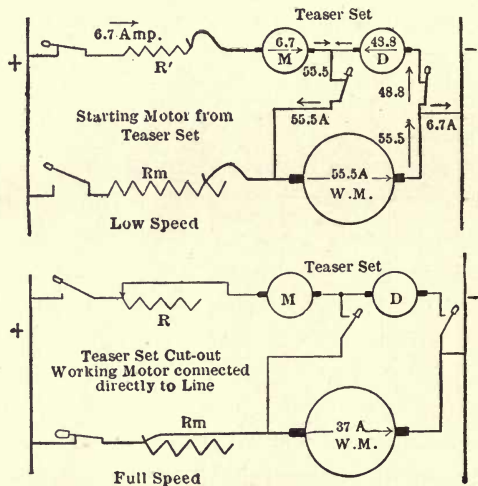 Teaser Set
6.7 Amp.
R'
6.7
M
48.8
D
+
-
55.5
48.8
Starting Motor from
Teaser Set
55.5A
55.5
6.7A
Rm
55.5A
W.M.
Low Speed
Teaser Set
M
D
R
+
-
Teaser Set Cut-out
Working Motor connected
directly to Line
Rm
37 A
W.M.
Full Speed